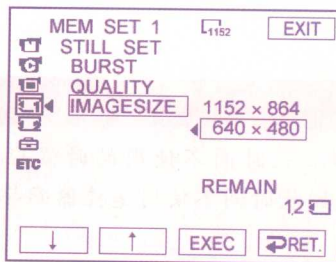 MEM SET 1 1152 EXIT
STILL SET
BURST
QUALITY
IMAGESIZE 1152 × 864
640 × 480
ETC
REMAIN
12
↓ ↑ EXEC RET.